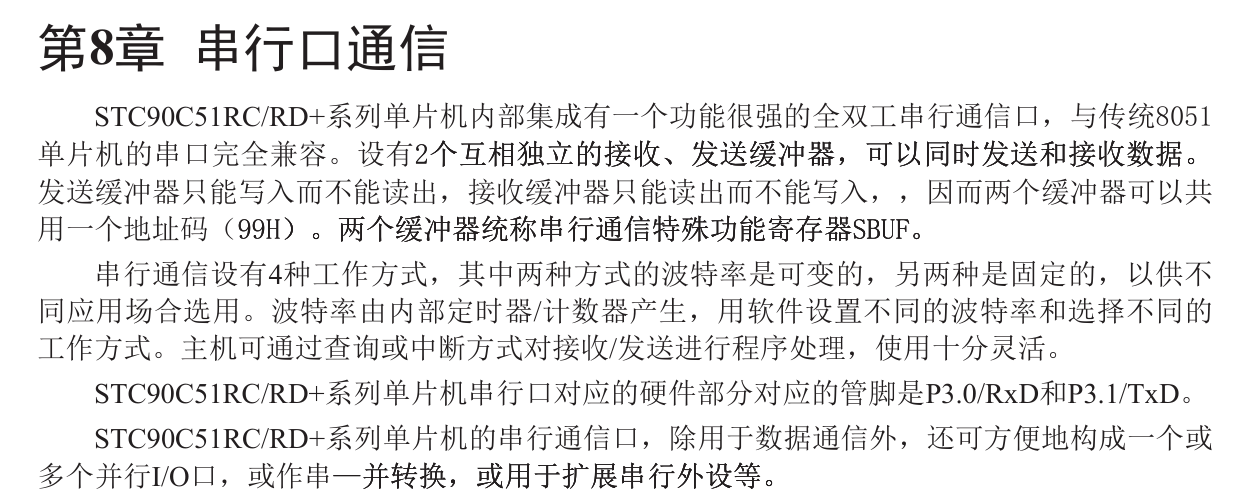 第8章 串行口通信
STC90C51RC/RD+系列单片机内部集成有一个功能很强的全双工串行通信口，与传统8051
单片机的串口完全兼容。设有2个互相独立的接收、发送缓冲器，可以同时发送和接收数据。
发送缓冲器只能写入而不能读出，接收缓冲器只能读出而不能写入，，因而两个缓冲器可以共
用一个地址码（99H）。两个缓冲器统称串行通信特殊功能寄存器SBUF。
串行通信设有4种工作方式，其中两种方式的波特率是可变的，另两种是固定的，以供不
同应用场合选用。波特率由内部定时器/计数器产生，用软件设置不同的波特率和选择不同的
工作方式。主机可通过查询或中断方式对接收/发送进行程序处理，使用十分灵活。
STC90C51RC/RD+系列单片机串行口对应的硬件部分对应的管脚是P3.0/RxD和P3.1/TxD。
STC90C51RC/RD+系列单片机的串行通信口，除用于数据通信外，还可方便地构成一个或
多个并行I/O口，或作串—并转换，或用于扩展串行外设等。